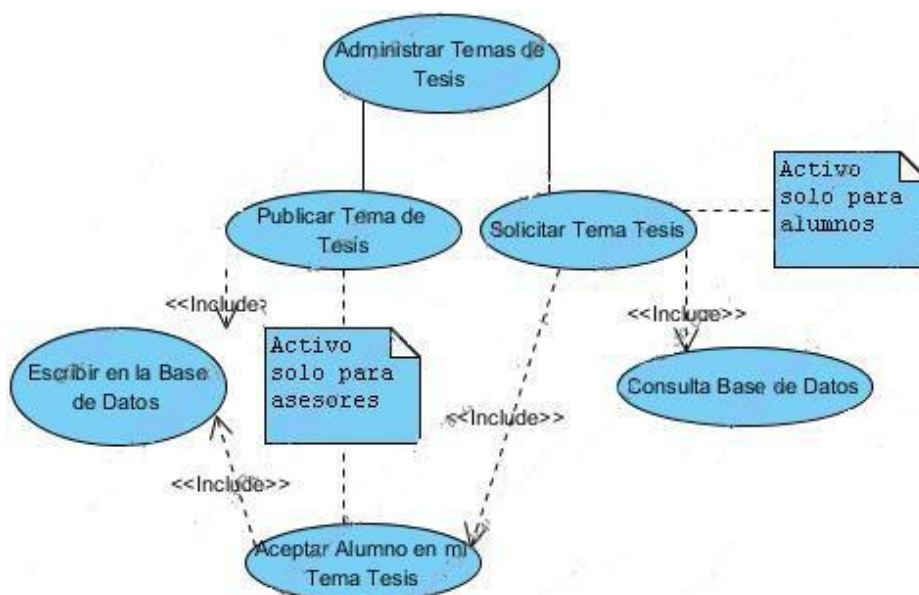 Administrar Temas de
Tesis
Publicar Tema de
Tesis
Solicitar Tema Tesis
Activo
solo para
alumnos
<<Include>
<<Include>>
Escribir en la Base
de Datos
Activo
solo para
asesores
Consulta Base de Datos
<<Include>>
<<Include>>
Aceptar Alumno en mi
Tema Tesis